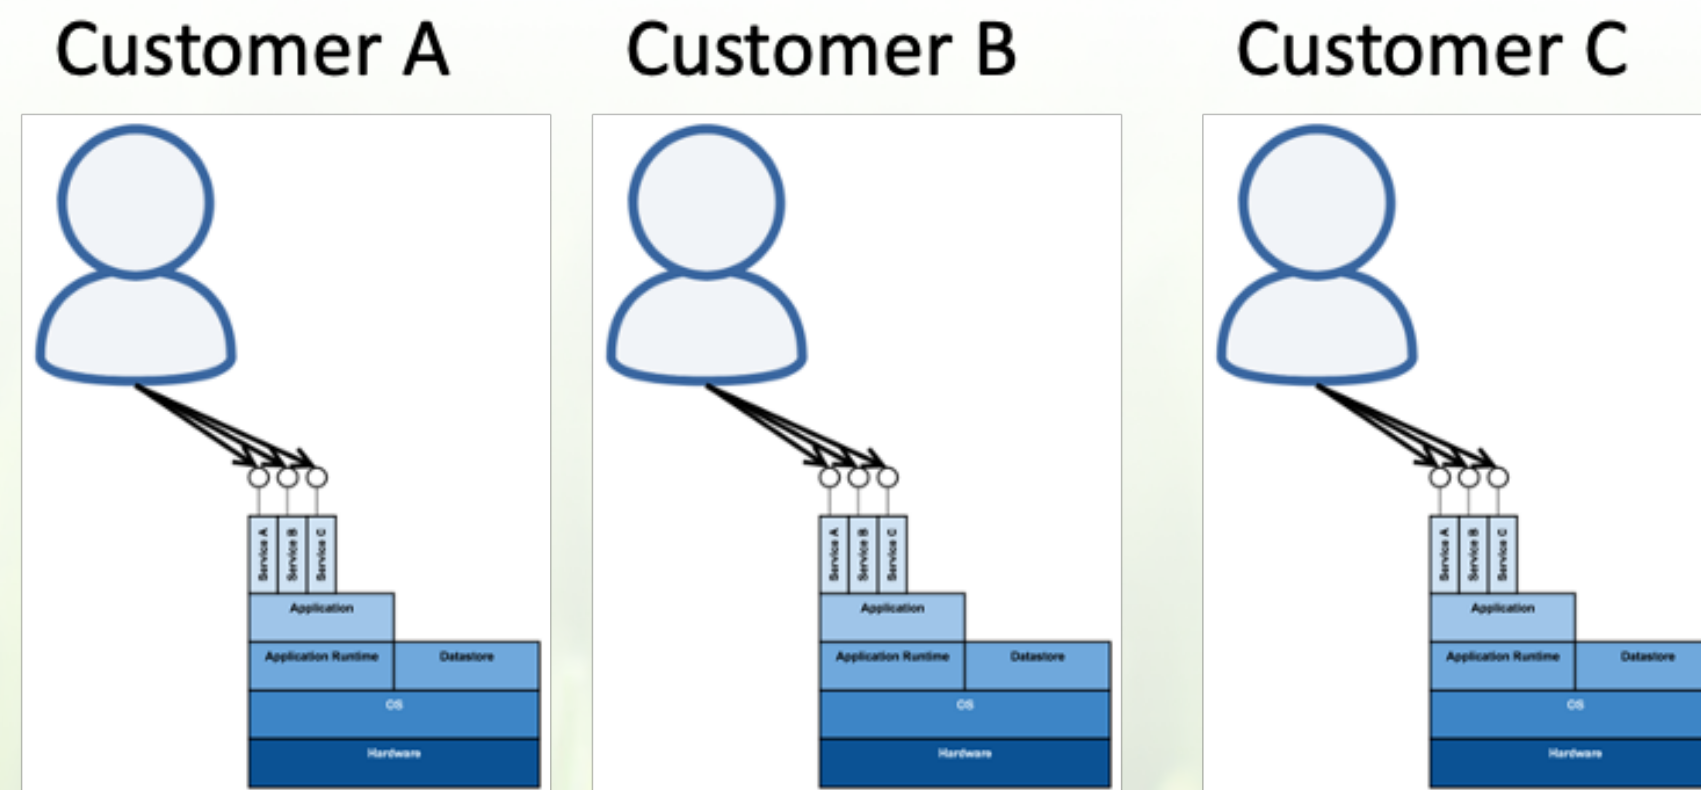 Customer A
Customer B
Customer C
Service A
Service B
Service C
Application
Application Runtime
Datastore
OS
Hardware
Service A
Service B
Service C
Application
Application Runtime
Datastore
OS
Hardware
Service A
Service B
Service C
Application
Application Runtime
Datastore
OS
Hardware